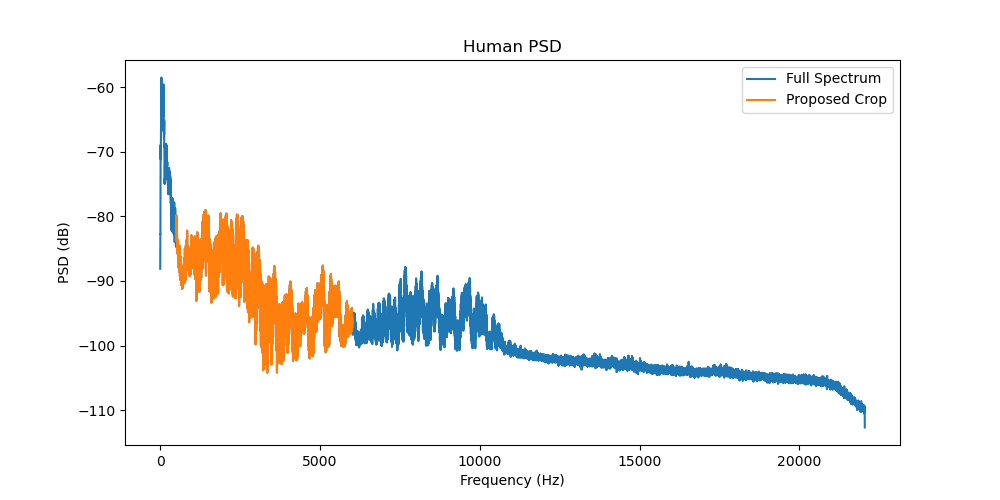 Human PSD
Full Spectrum
Proposed Crop
PSD (dB)
−60
−70
−80
−90
−100
−110
0
5000
10000
15000
20000
Frequency (Hz)